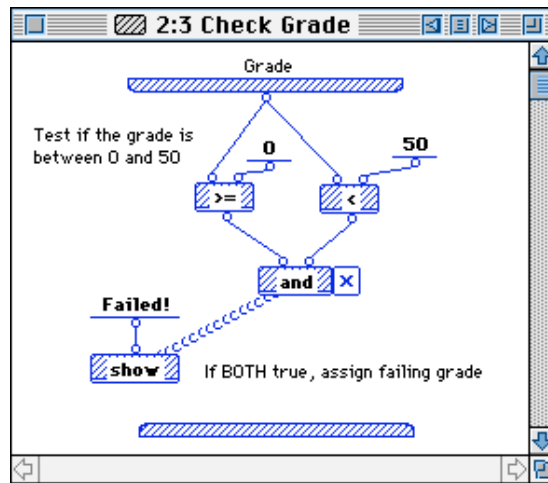 2:3 Check Grade
Grade
Test if the grade is
between 0 and 50
0
50
>=
<
and
Failed!
show
If BOTH true, assign failing grade